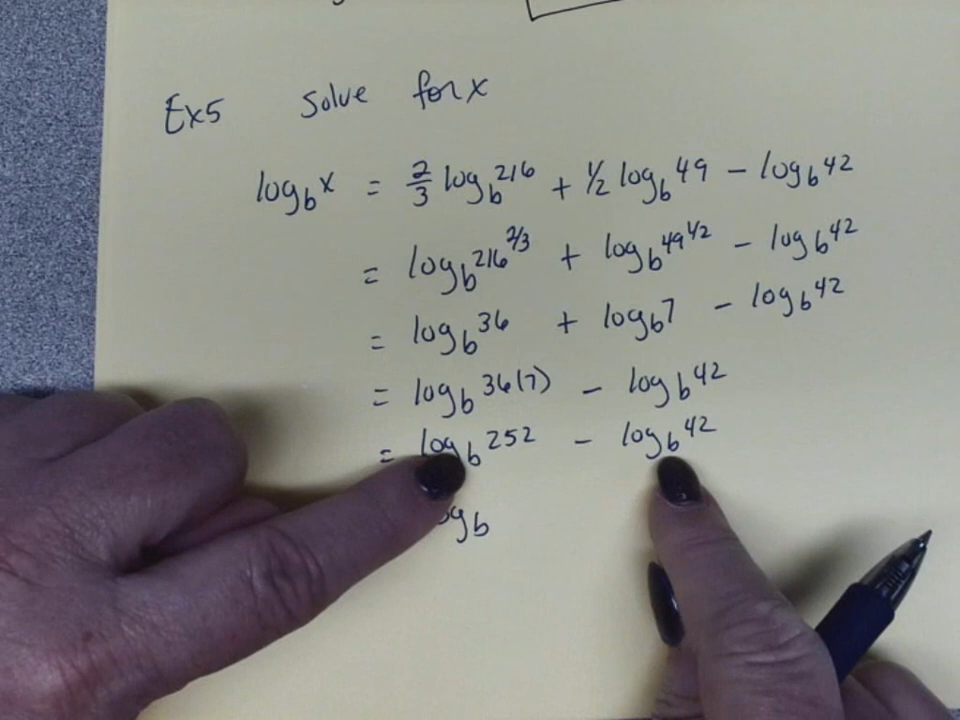 Ex5 Solve for x
log_b x = 2/3 log_b 216 + 1/2 log_b 49 - log_b 42
= log_b 216^2/3 + log_b 49^1/2 - log_b 42
= log_b 36 + log_b 7 - log_b 42
= log_b 36(7) - log_b 42
= log_b 252 - log_b 42
log_b